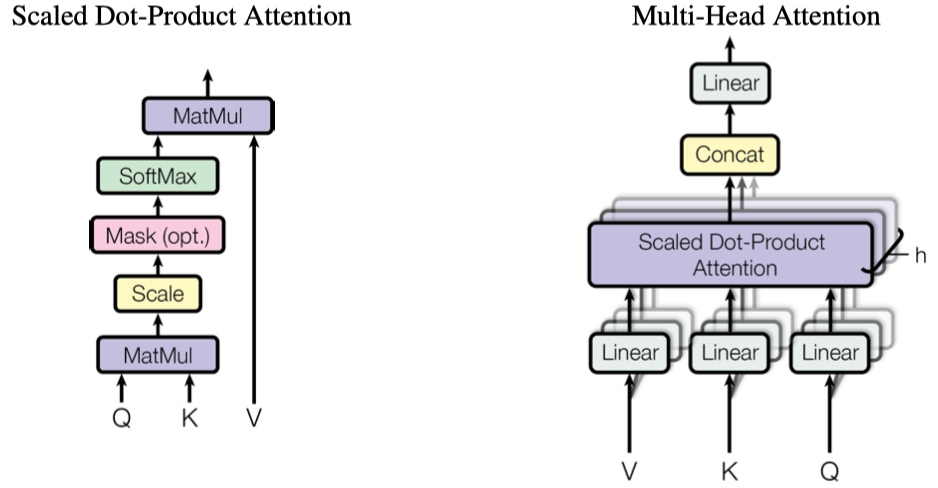 Scaled Dot-Product Attention
MatMul
SoftMax
Mask (opt.)
Scale
MatMul
Q K V
Multi-Head Attention
Linear
Concat
Scaled Dot-Product
Attention
h
Linear Linear Linear
V K Q